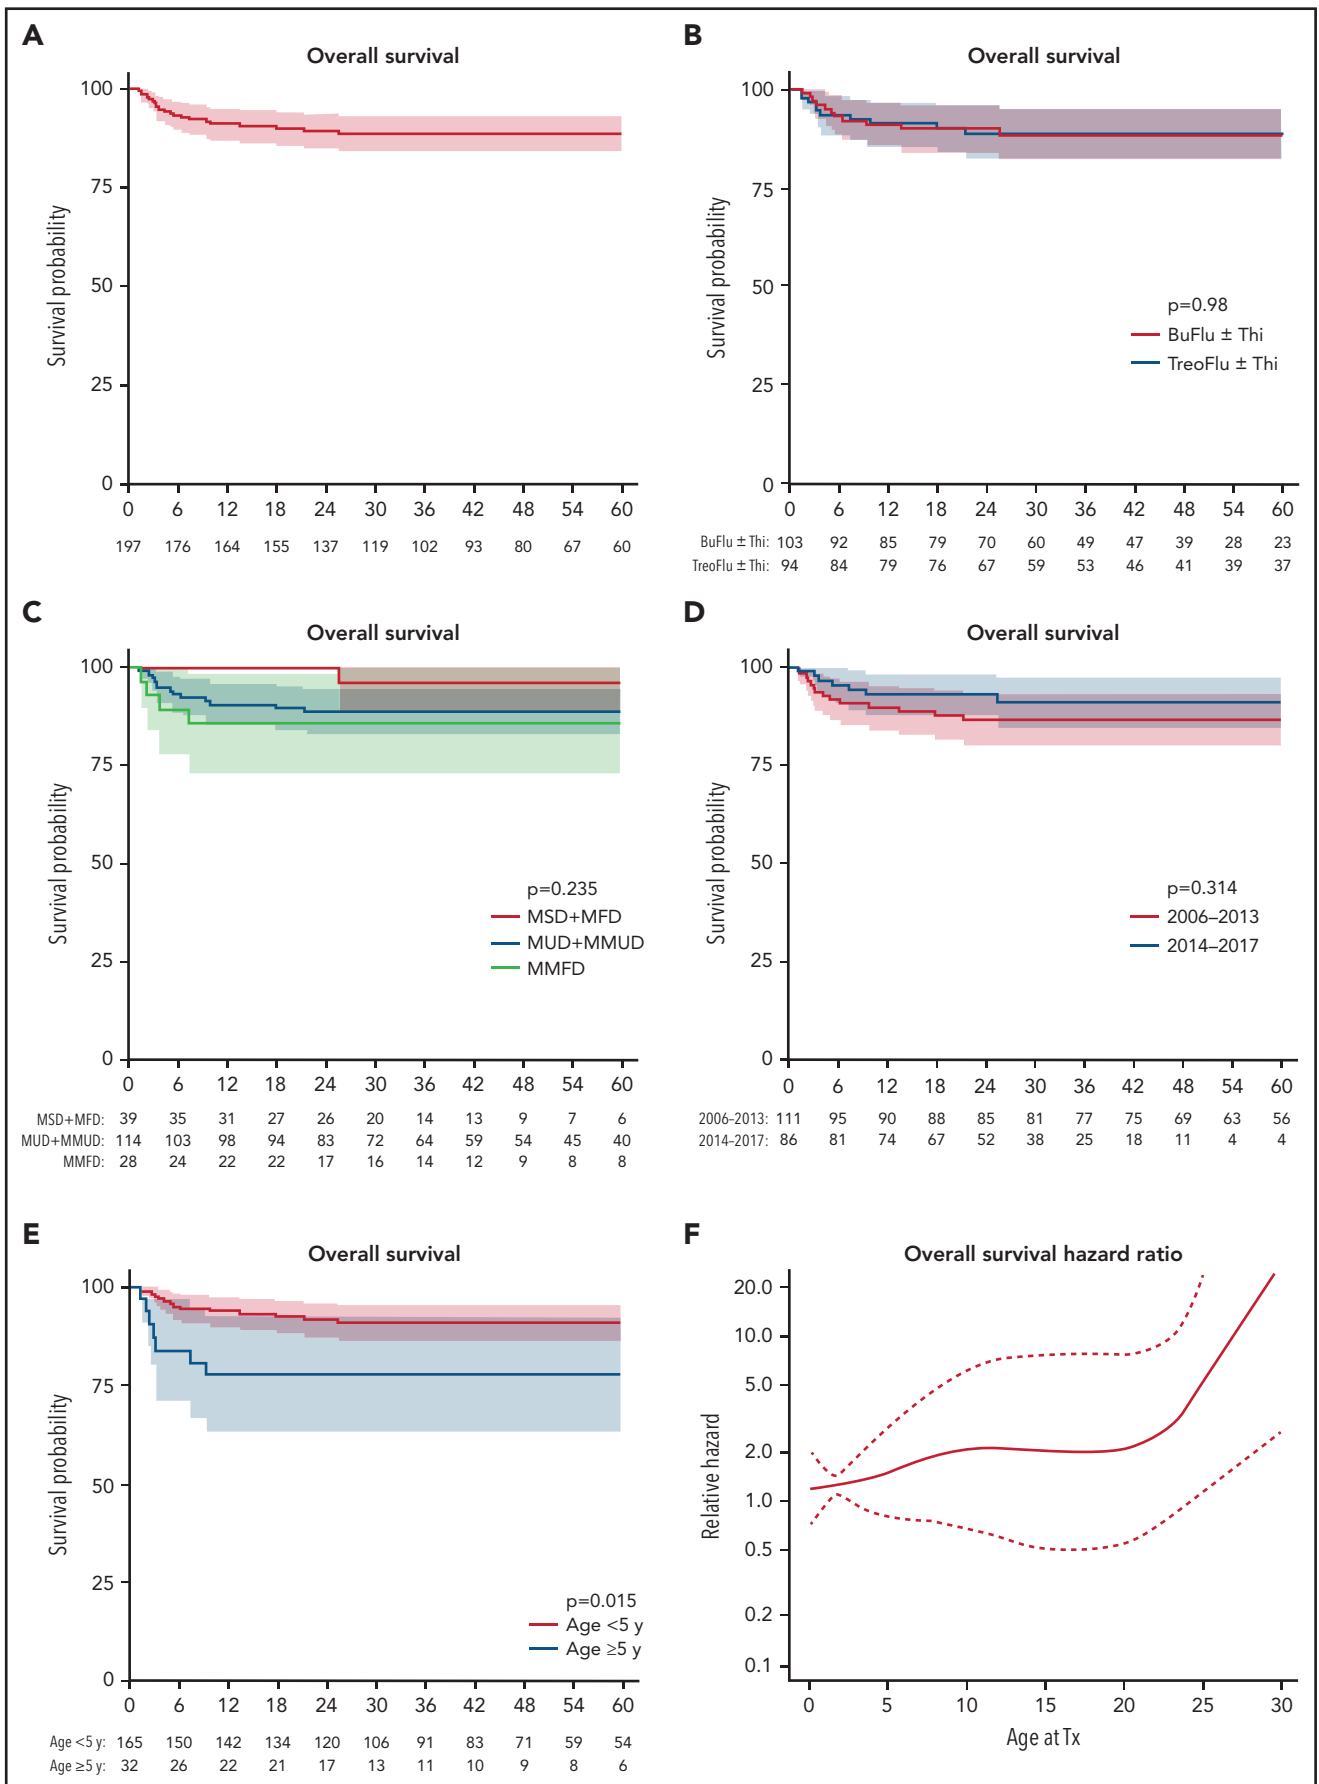 A
Overall survival
100
75
50
25
0
Survival probability
0 6 12 18 24 30 36 42 48 54 60
197 176 164 155 137 119 102 93 80 67 60
B
Overall survival
100
75
50
25
0
Survival probability
p=0.98
BuFlu ± Thi
TreoFlu ± Thi
0 6 12 18 24 30 36 42 48 54 60
BuFlu ± Thi: 103 92 85 79 70 60 49 47 39 28 23
TreoFlu ± Thi: 94 84 79 76 67 59 53 46 41 39 37
C
Overall survival
100
75
50
25
0
Survival probability
p=0.235
MSD+MFD
MUD+MMUD
MMFD
0 6 12 18 24 30 36 42 48 54 60
MSD+MFD: 39 35 31 27 26 20 14 13 9 7 6
MUD+MMUD: 114 103 98 94 83 72 64 59 54 45 40
MMFD: 28 24 22 22 17 16 14 12 9 8 8
D
Overall survival
100
75
50
25
0
Survival probability
p=0.314
2006–2013
2014–2017
0 6 12 18 24 30 36 42 48 54 60
2006–2013: 111 95 90 88 85 81 77 75 69 63 56
2014–2017: 86 81 74 67 52 38 25 18 11 4 4
E
Overall survival
100
75
50
25
0
Survival probability
p=0.015
Age <5 y
Age ≥5 y
0 6 12 18 24 30 36 42 48 54 60
Age <5 y: 165 150 142 134 120 106 91 83 71 59 54
Age ≥5 y: 32 26 22 21 17 13 11 10 9 8 6
F
Overall survival hazard ratio
20.0
10.0
5.0
2.0
1.0
0.5
0.2
0.1
Relative hazard
0 5 10 15 20 25 30
Age at Tx